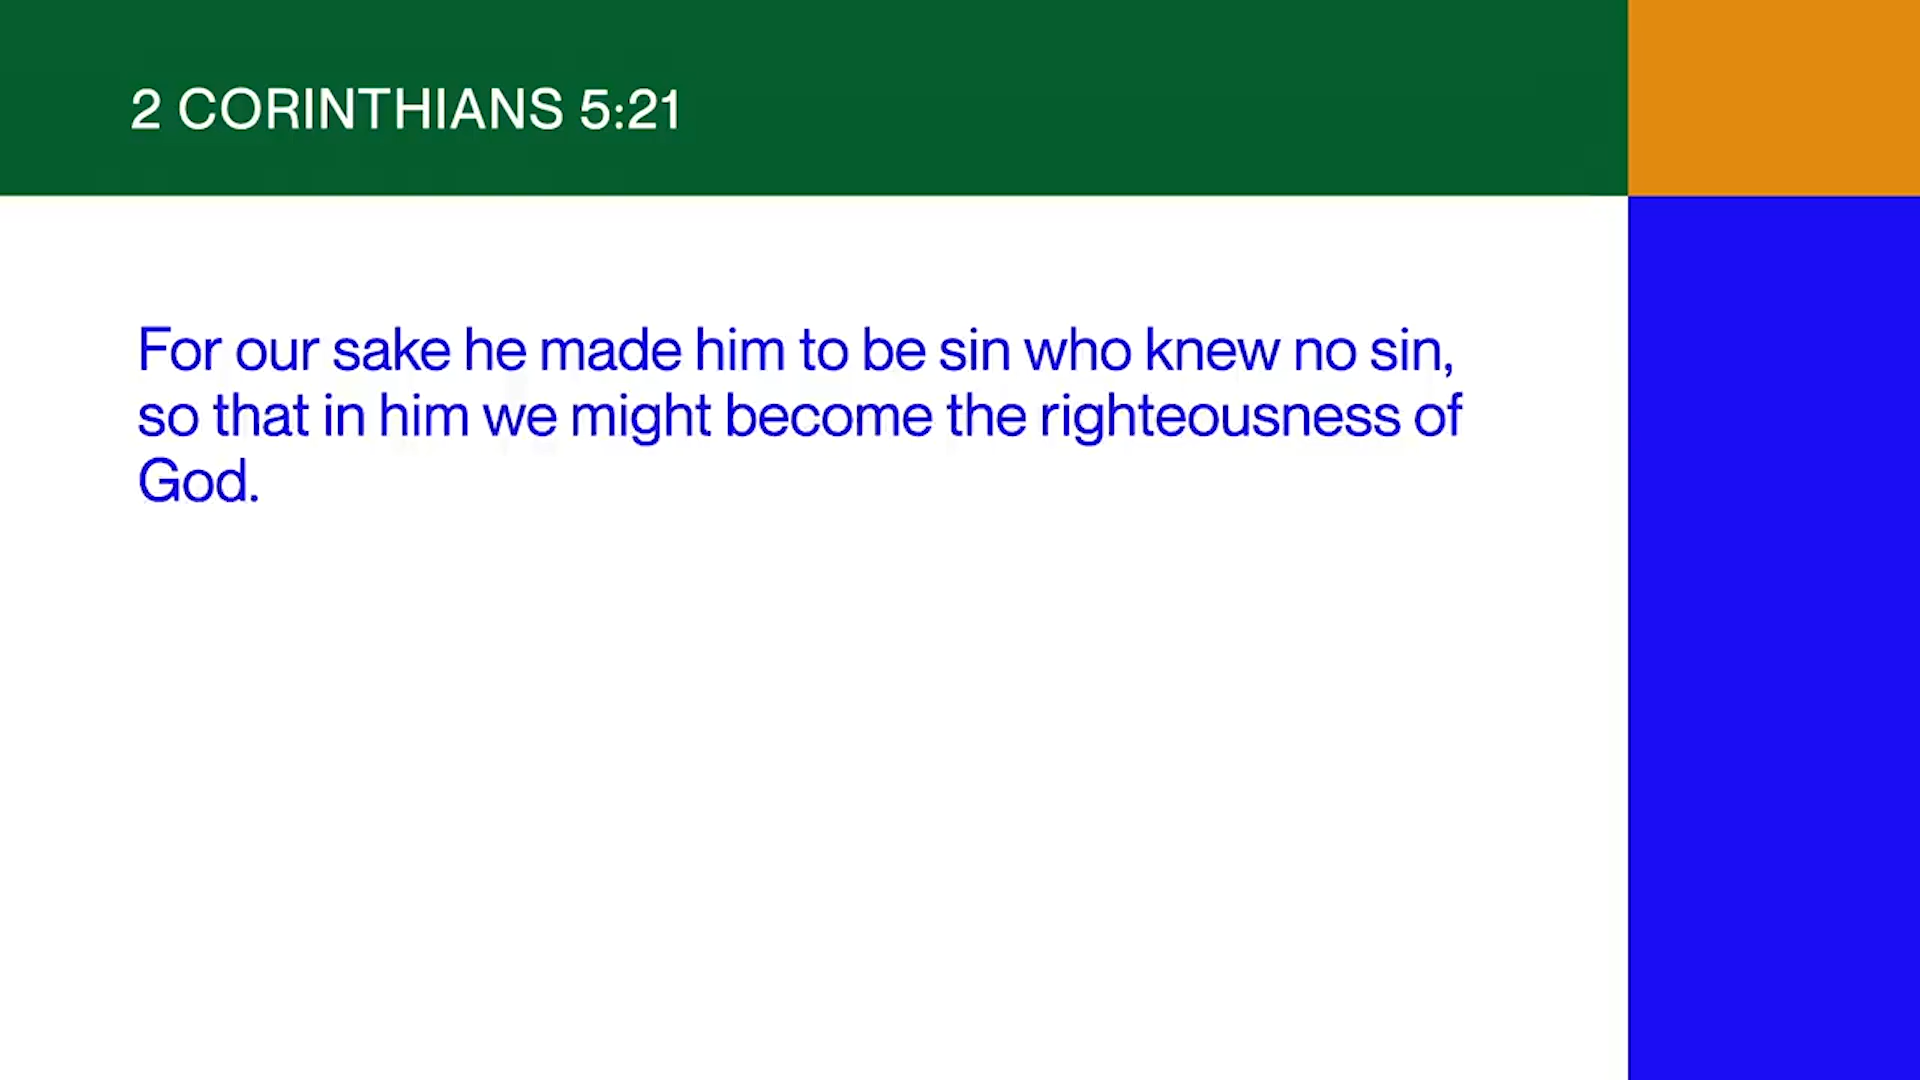 2 CORINTHIANS 5:21
For our sake he made him to be sin who knew no sin,
so that in him we might become the righteousness of
God.